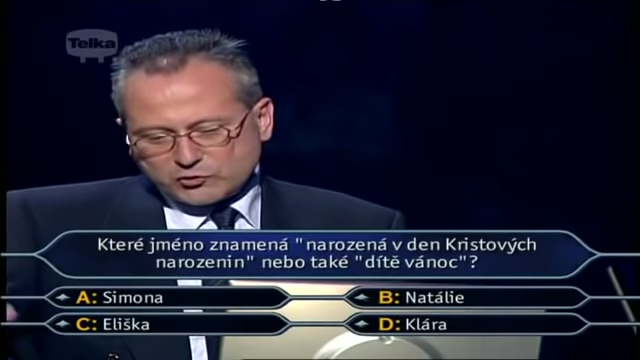 Telka
Které jméno znamená "narozená v den Kristových
narozenin" nebo také "dítě vánoc"?
A: Simona
B: Natálie
C: Eliška
D: Klára